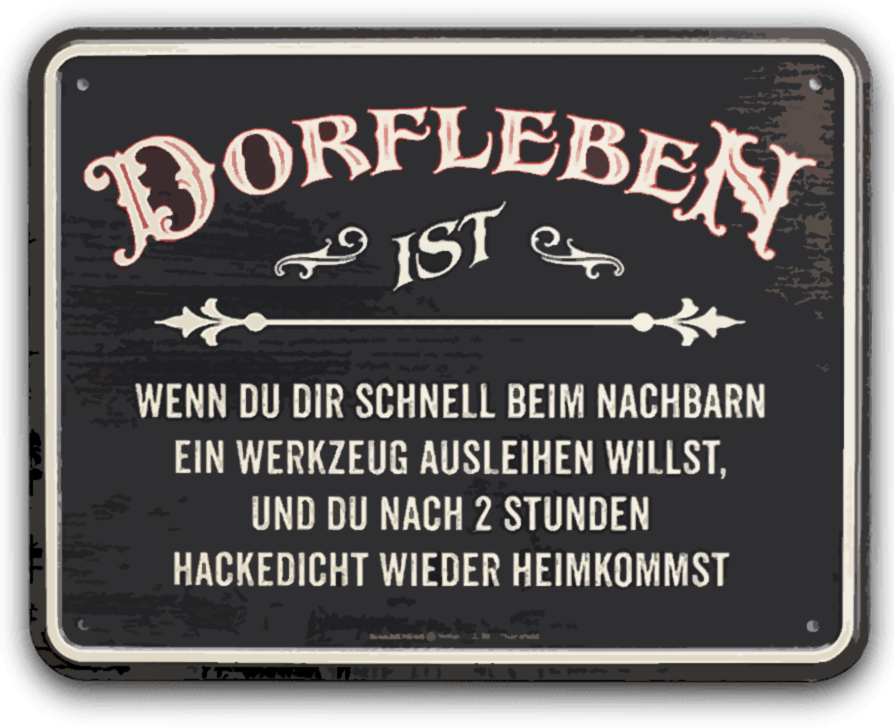 DORFLEBEN
IST
WENN DU DIR SCHNELL BEIM NACHBARN
EIN WERKZEUG AUSLEIHEN WILLST,
UND DU NACH 2 STUNDEN
HACKEDICHT WIEDER HEIMKOMMST